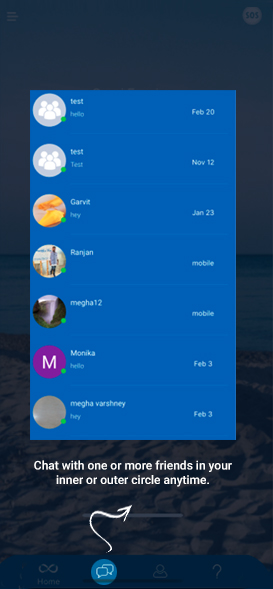 101
test
hello
Feb 20
test
Test
Nov 12
Garvit
hey
Jan 23
Ranjan
mobile
megha12
mobile
M
Monika
hello
Feb 3
megha varshney
hey
Feb 3
Chat with one or more friends in your
inner or outer circle anytime.
Home
?